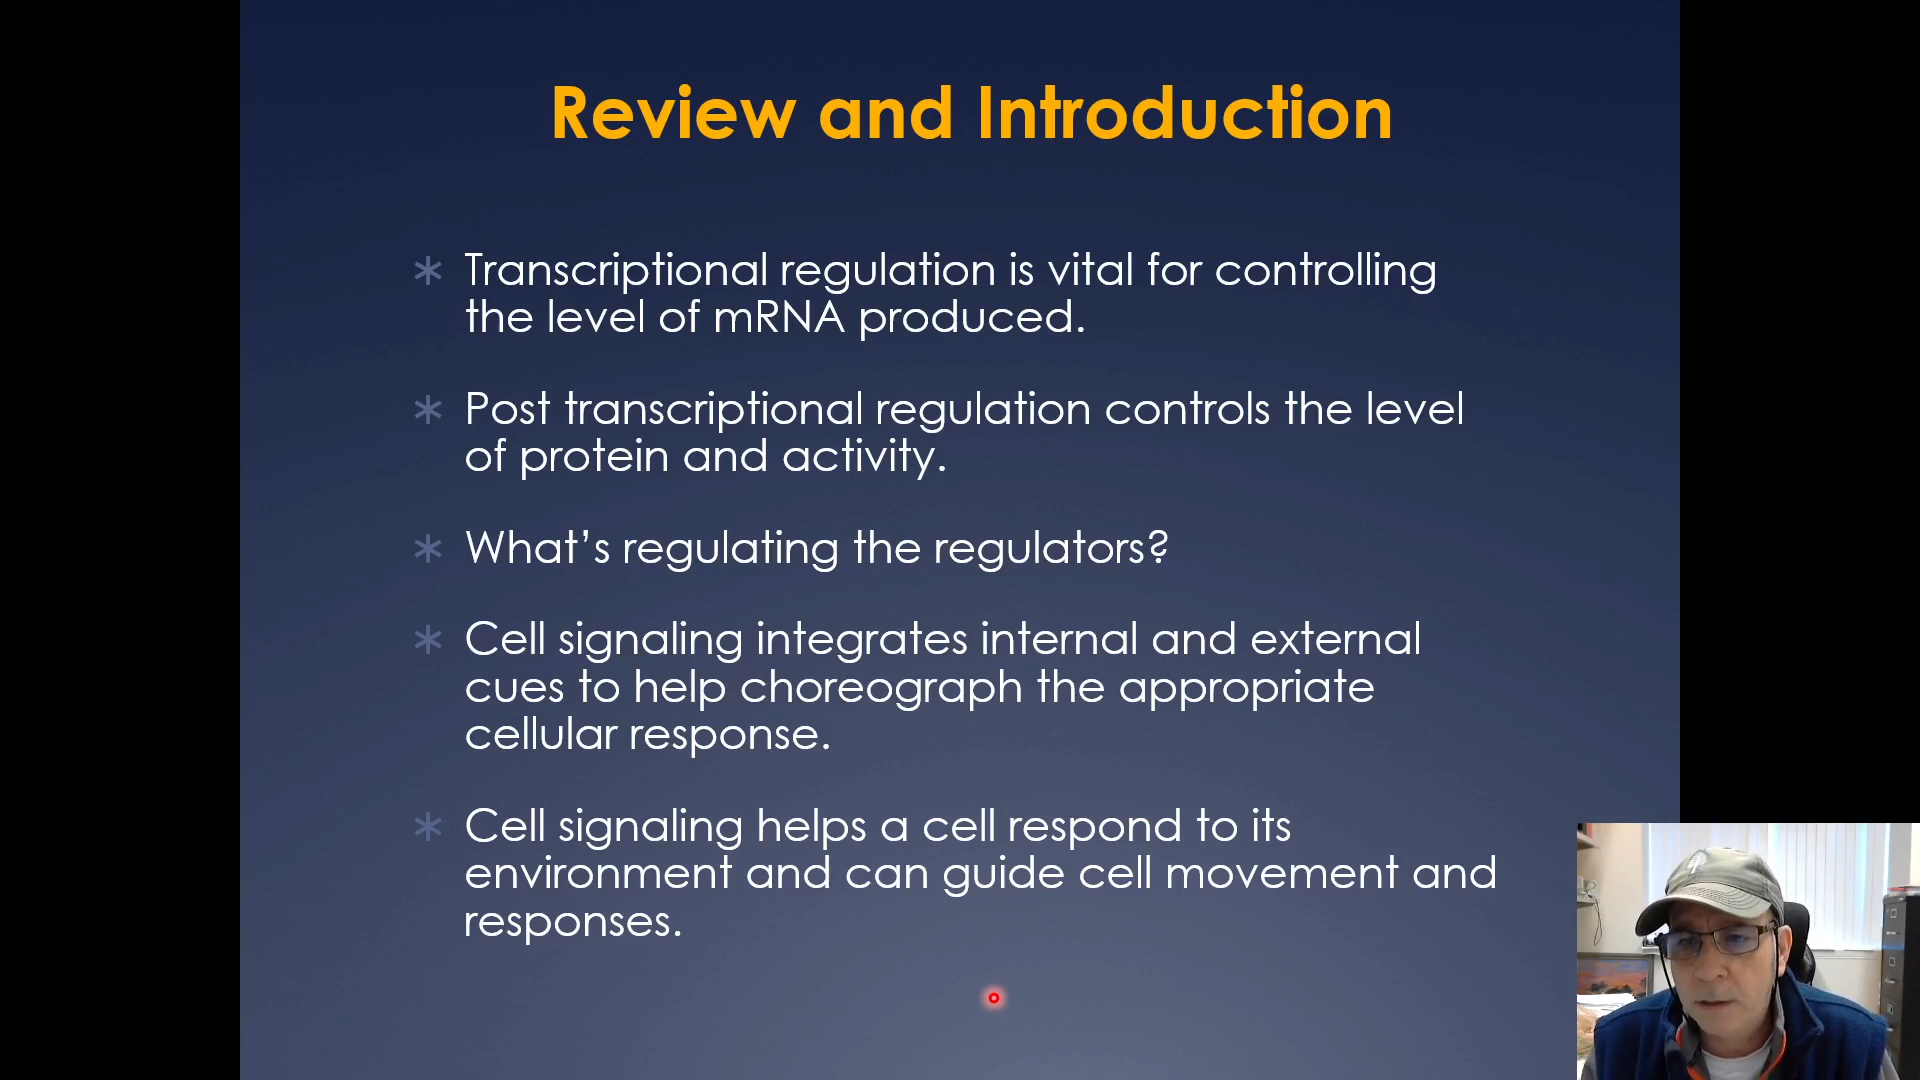 Review and Introduction
Transcriptional regulation is vital for controlling
the level of mRNA produced.
Post transcriptional regulation controls the level
of protein and activity.
What’s regulating the regulators?
Cell signaling integrates internal and external
cues to help choreograph the appropriate
cellular response.
Cell signaling helps a cell respond to its
environment and can guide cell movement and
responses.